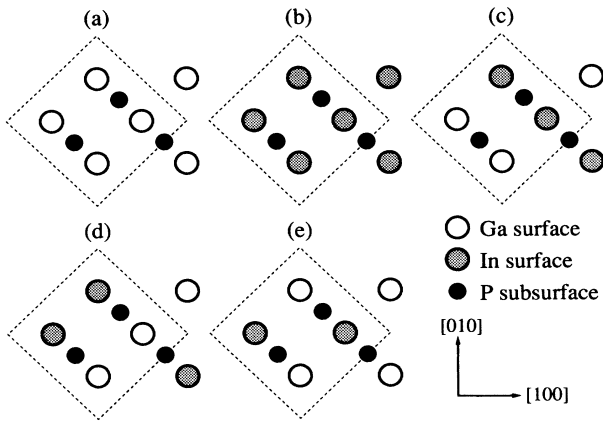 (a)
(b)
(c)
(d)
(e)
Ga surface
In surface
P subsurface
[010]
[100]